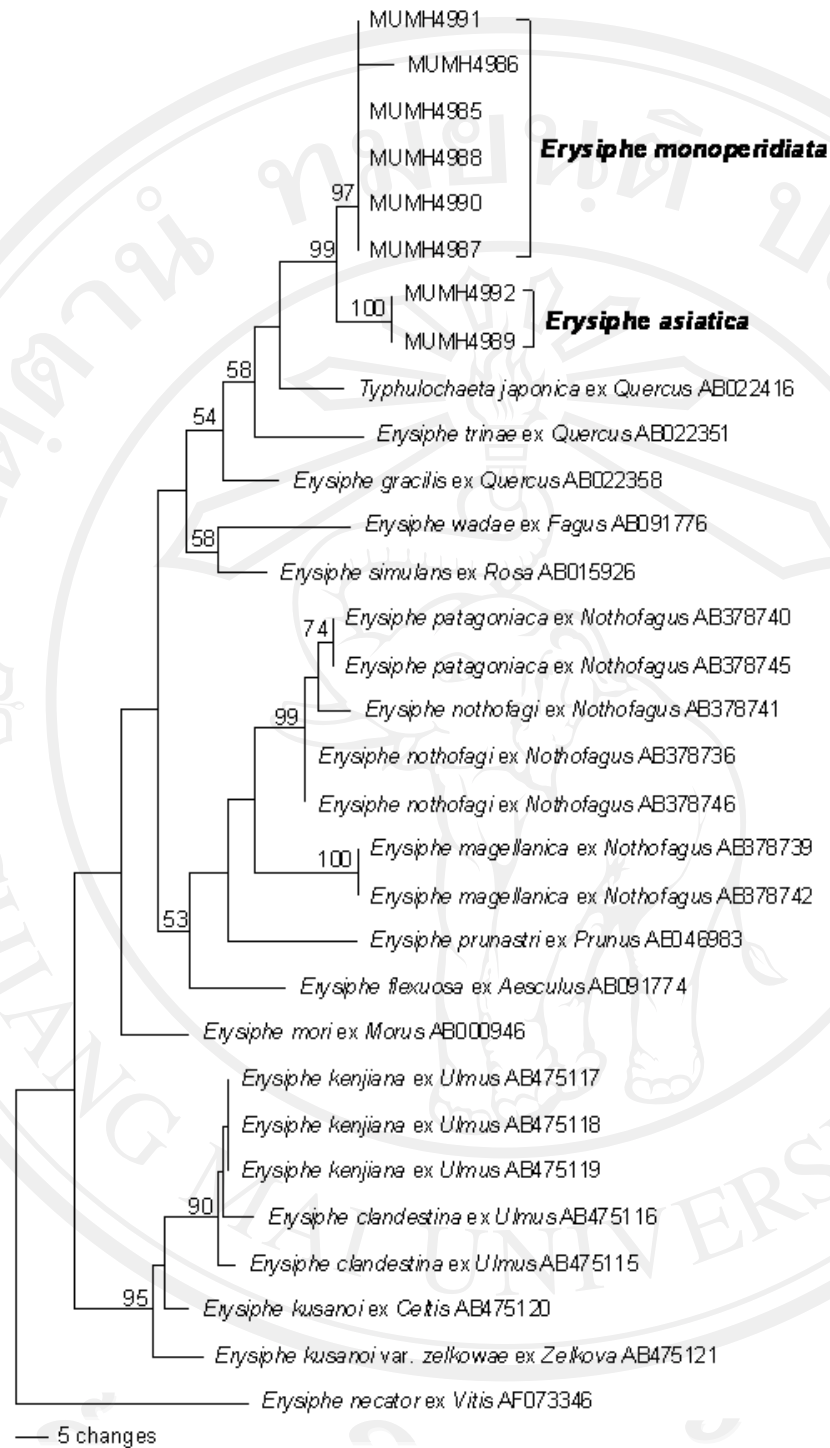 MUMH4991
MUMH4986
MUMH4985
MUMH4988
Erysiphe monoperidiata
97
MUMH4990
99
MUMH4987
MUMH4992
100
Erysiphe asiatica
MUMH4989
58
Typhulochaeta japonica ex Quercus AB022416
54
Erysiphe trinae ex Quercus AB022351
Erysiphe gracilis ex Quercus AB022358
Erysiphe wadae ex Fagus AB091776
58
Erysiphe simulans ex Rosa AB015926
Erysiphe patagoniaca ex Nothofagus AB378740
74
Erysiphe patagoniaca ex Nothofagus AB378745
Erysiphe nothofagi ex Nothofagus AB378741
99
Erysiphe nothofagi ex Nothofagus AB378736
Erysiphe nothofagi ex Nothofagus AB378746
Erysiphe magellanica ex Nothofagus AB378739
100
Erysiphe magellanica ex Nothofagus AB378742
53
Erysiphe prunastri ex Prunus AB046983
Erysiphe flexuosa ex Aesculus AB091774
Erysiphe mori ex Morus AB000946
Erysiphe kenjiana ex Ulmus AB475117
Erysiphe kenjiana ex Ulmus AB475118
Erysiphe kenjiana ex Ulmus AB475119
90
Erysiphe clandestina ex Ulmus AB475116
Erysiphe clandestina ex Ulmus AB475115
95
Erysiphe kusanoi ex Celtis AB475120
Erysiphe kusanoi var. zelkowae ex Zelkova AB475121
Erysiphe necator ex Vitis AF073346
5 changes